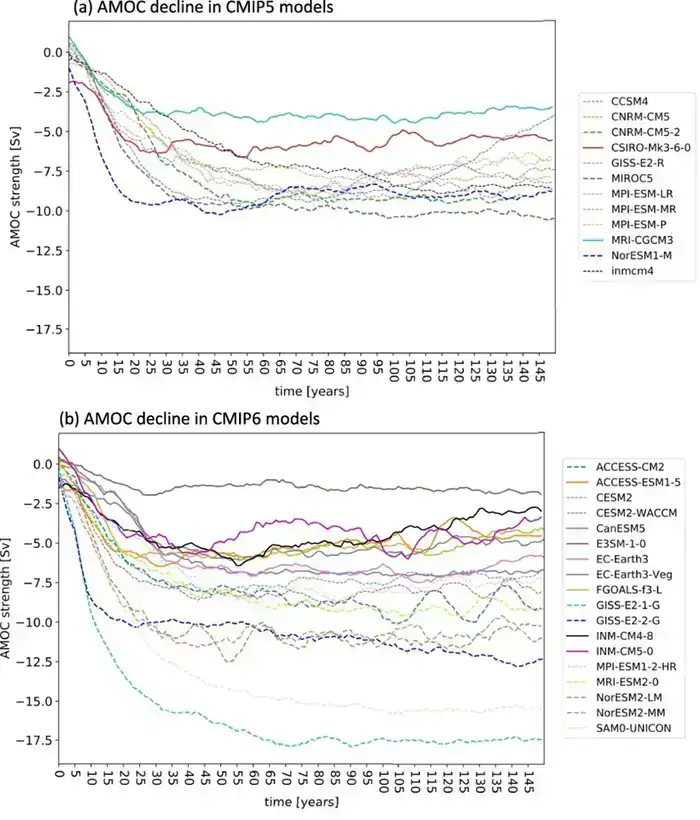 (a) AMOC decline in CMIP5 models
0.0
−2.5
−5.0
−7.5
−10.0
−12.5
−15.0
−17.5
AMOC strength [Sv]
0 5 10 15 20 25 30 35 40 45 50 55 60 65 70 75 80 85 90 95 100 105 110 115 120 125 130 135 140 145
time [years]
CCSM4
CNRM-CM5
CNRM-CM5-2
CSIRO-Mk3-6-0
GISS-E2-R
MIROC5
MPI-ESM-LR
MPI-ESM-MR
MPI-ESM-P
MRI-CGCM3
NorESM1-M
inmcm4
(b) AMOC decline in CMIP6 models
0.0
−2.5
−5.0
−7.5
−10.0
−12.5
−15.0
−17.5
AMOC strength [Sv]
0 5 10 15 20 25 30 35 40 45 50 55 60 65 70 75 80 85 90 95 100 105 110 115 120 125 130 135 140 145
time [years]
ACCESS-CM2
ACCESS-ESM1-5
CESM2
CESM2-WACCM
CanESM5
E3SM-1-0
EC-Earth3
EC-Earth3-Veg
FGOALS-f3-L
GISS-E2-1-G
GISS-E2-2-G
INM-CM4-8
INM-CM5-0
MPI-ESM1-2-HR
MRI-ESM2-0
NorESM2-LM
NorESM2-MM
SAM0-UNICON